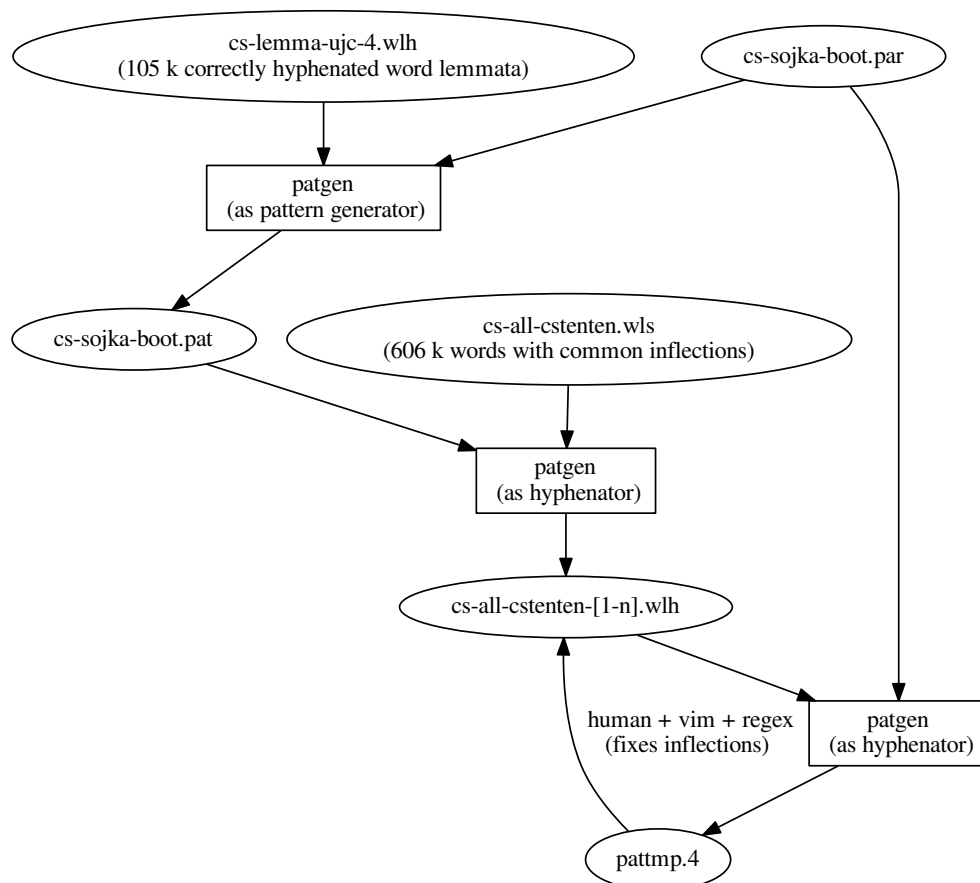 cs-lemma-ujc-4.wlh
(105 k correctly hyphenated word lemmata)
cs-sojka-boot.par
patgen
(as pattern generator)
cs-sojka-boot.pat
cs-all-cstenten.wls
(606 k words with common inflections)
patgen
(as hyphenator)
cs-all-cstenten-[1-n].wlh
human + vim + regex
(fixes inflections)
patgen
(as hyphenator)
pattmp.4